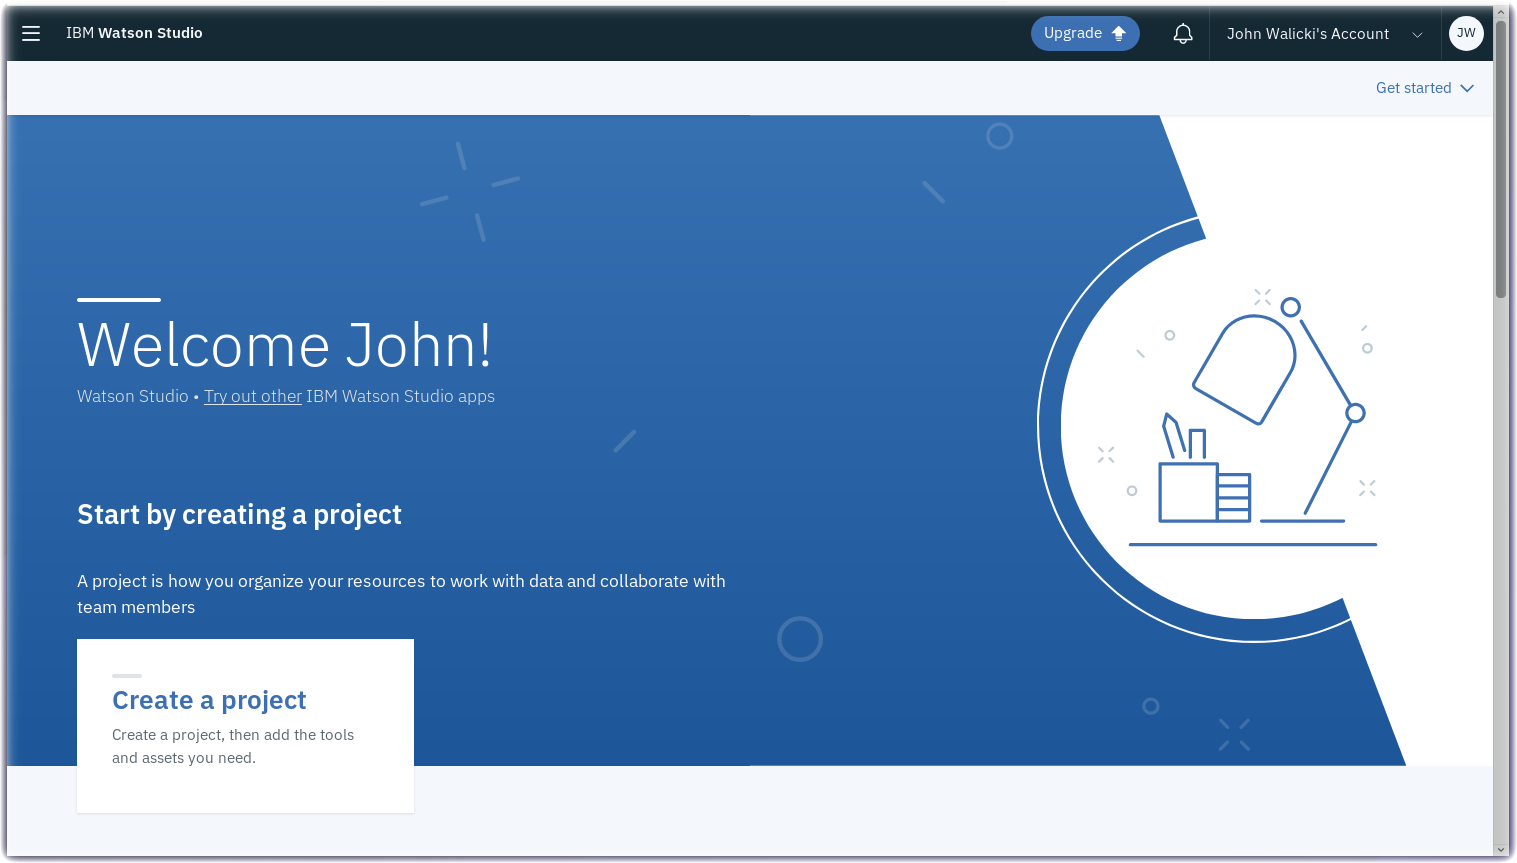 IBM Watson Studio
Upgrade
John Walicki's Account
JW
Get started
Welcome John!
Watson Studio • Try out other IBM Watson Studio apps
Start by creating a project
A project is how you organize your resources to work with data and collaborate with
team members
Create a project
Create a project, then add the tools
and assets you need.